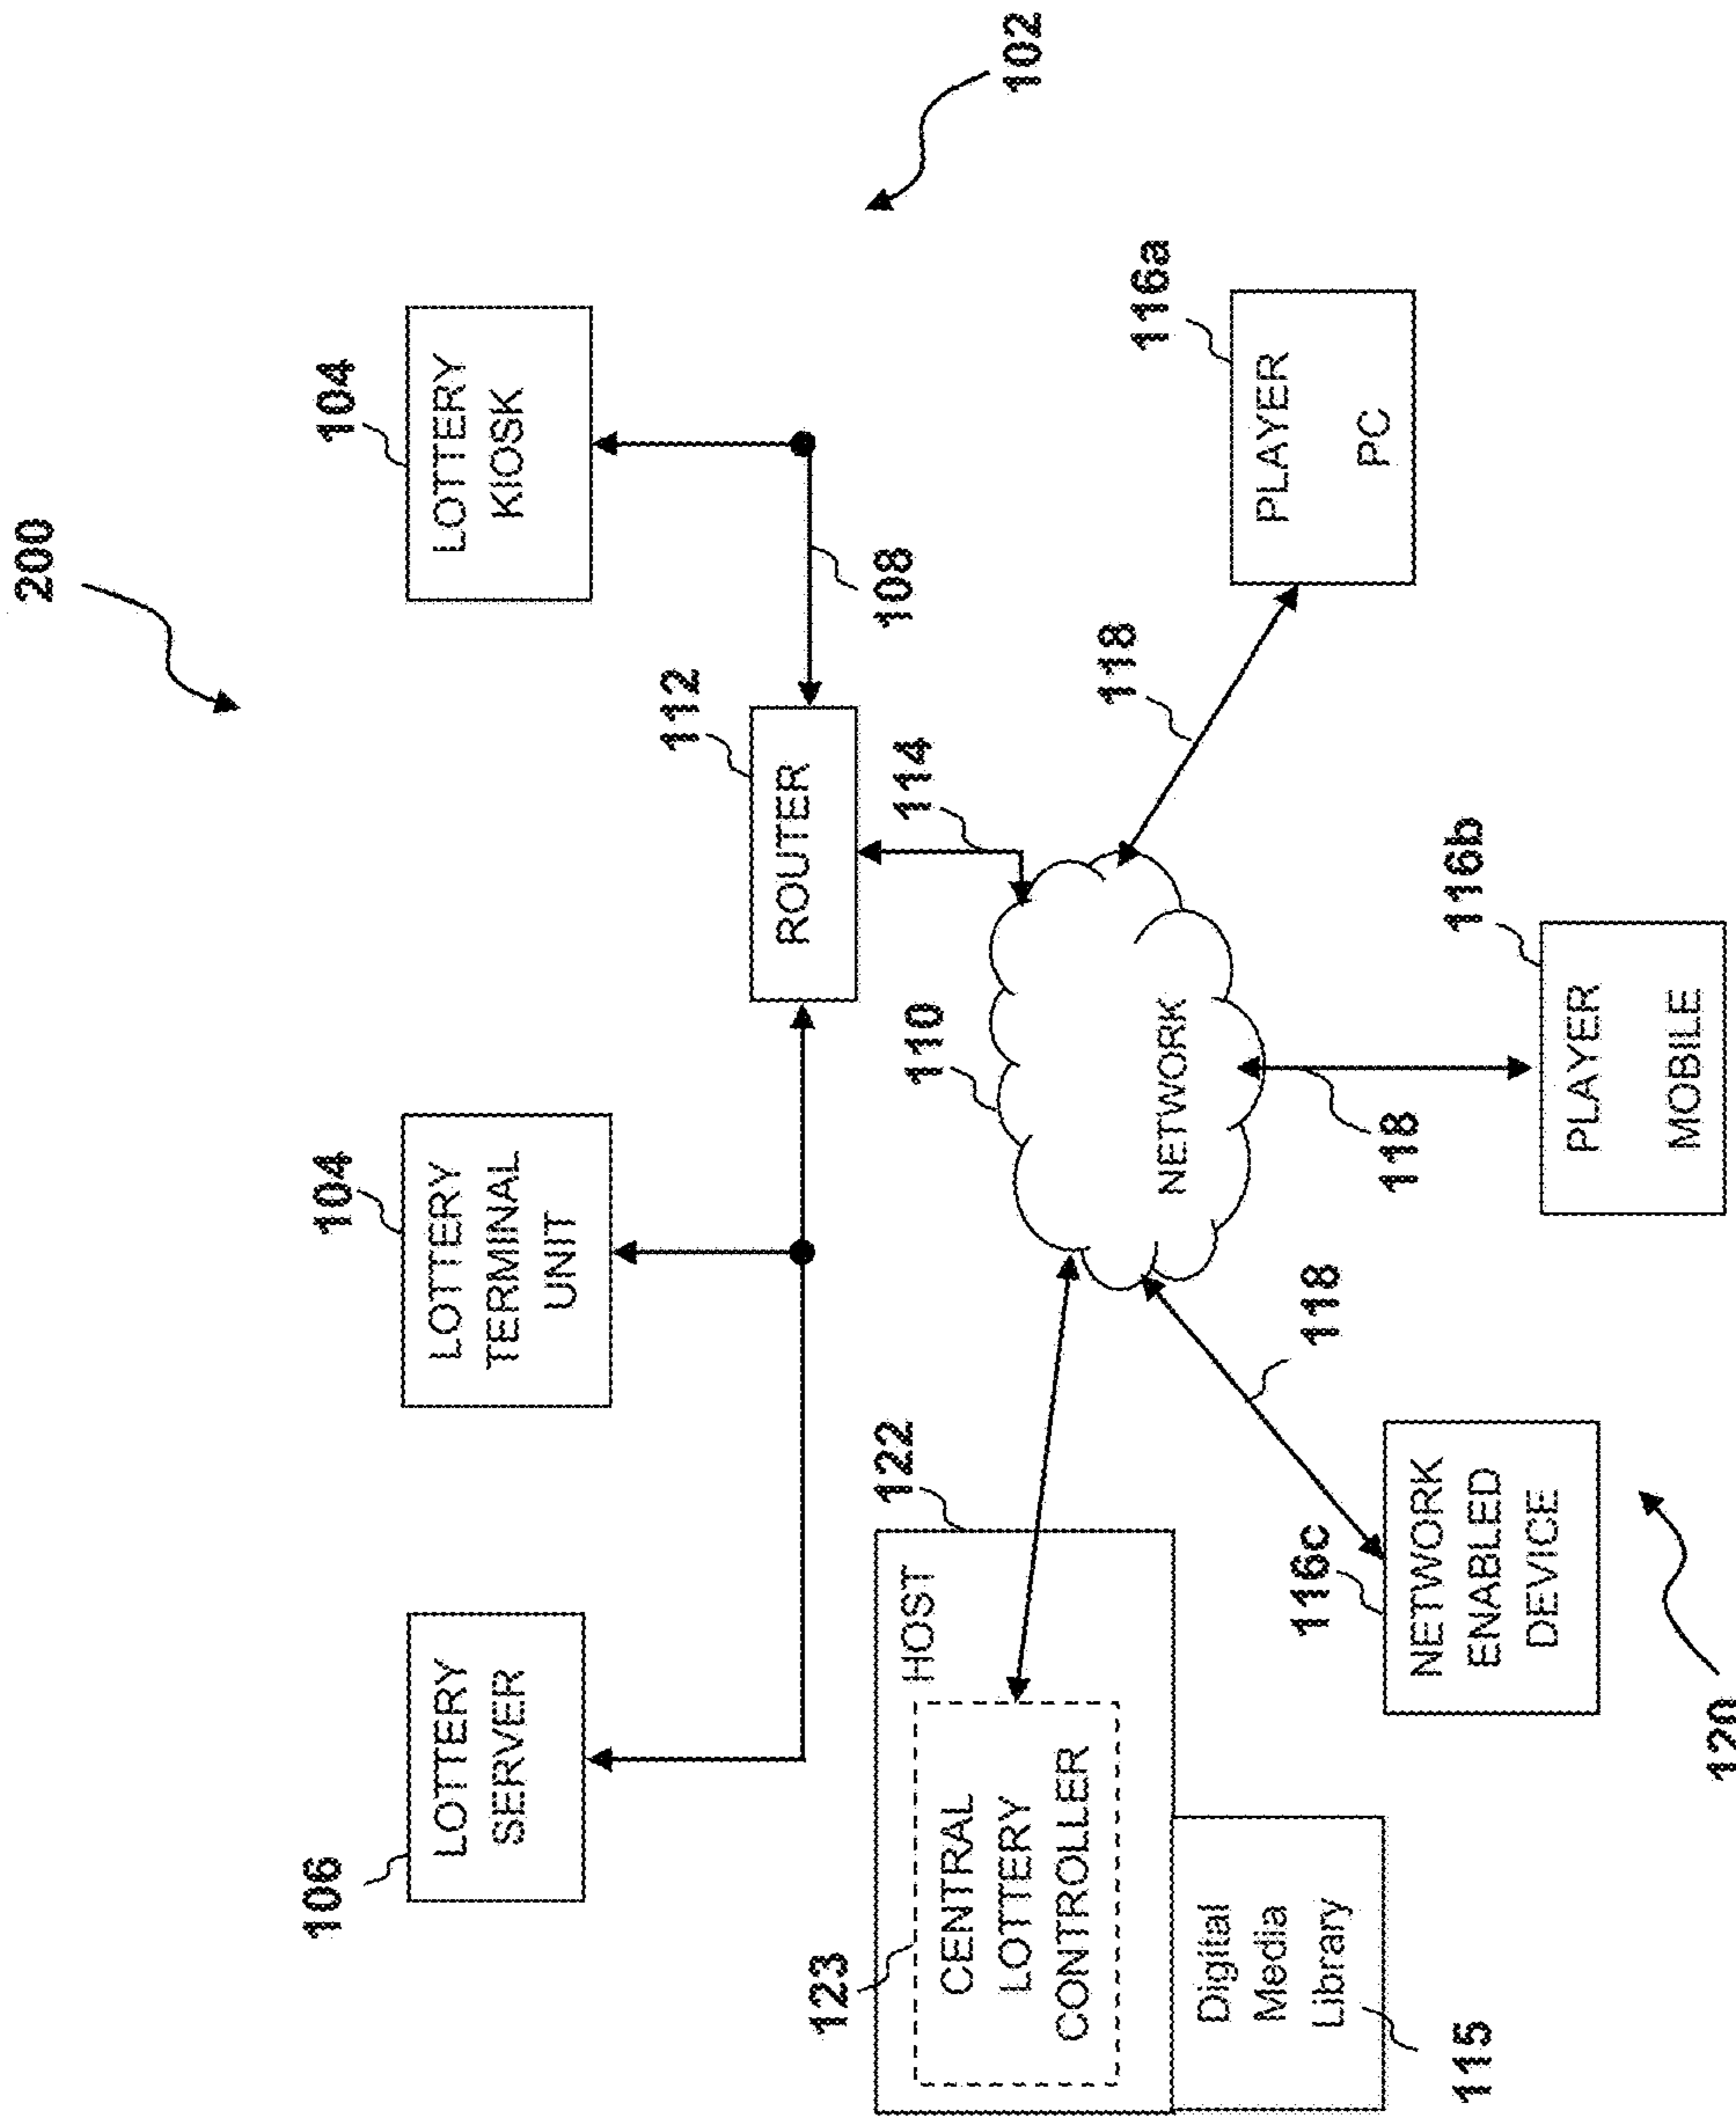 200
102
106
LOTTERY
SERVER
104
LOTTERY
TERMINAL
UNIT
104
LOTTERY
KIOSK
112
ROUTER
108
114
110
NETWORK
122
HOST
123
CENTRAL
LOTTERY
CONTROLLER
Digital
Media
Library
115
118
116c
NETWORK
ENABLED
DEVICE
120
118
116b
PLAYER
MOBILE
118
116a
PLAYER
PC